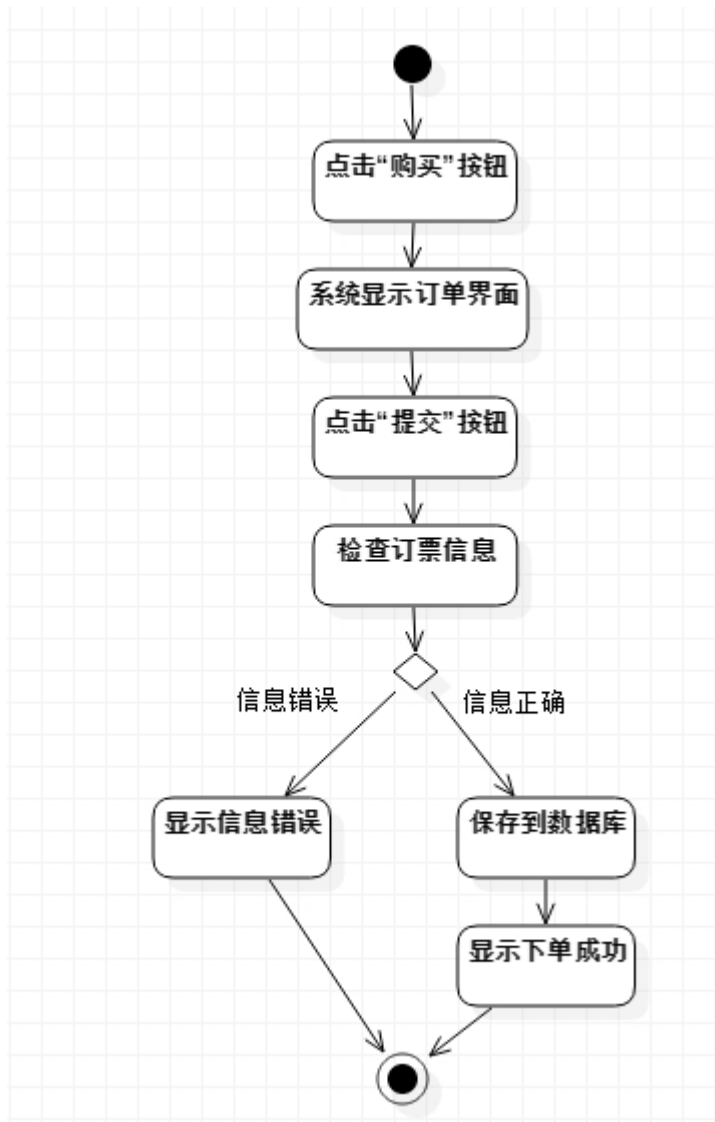 点击“购买”按钮
系统显示订单界面
点击“提交”按钮
检查订票信息
信息错误
信息正确
显示信息错误
保存到数据库
显示下单成功